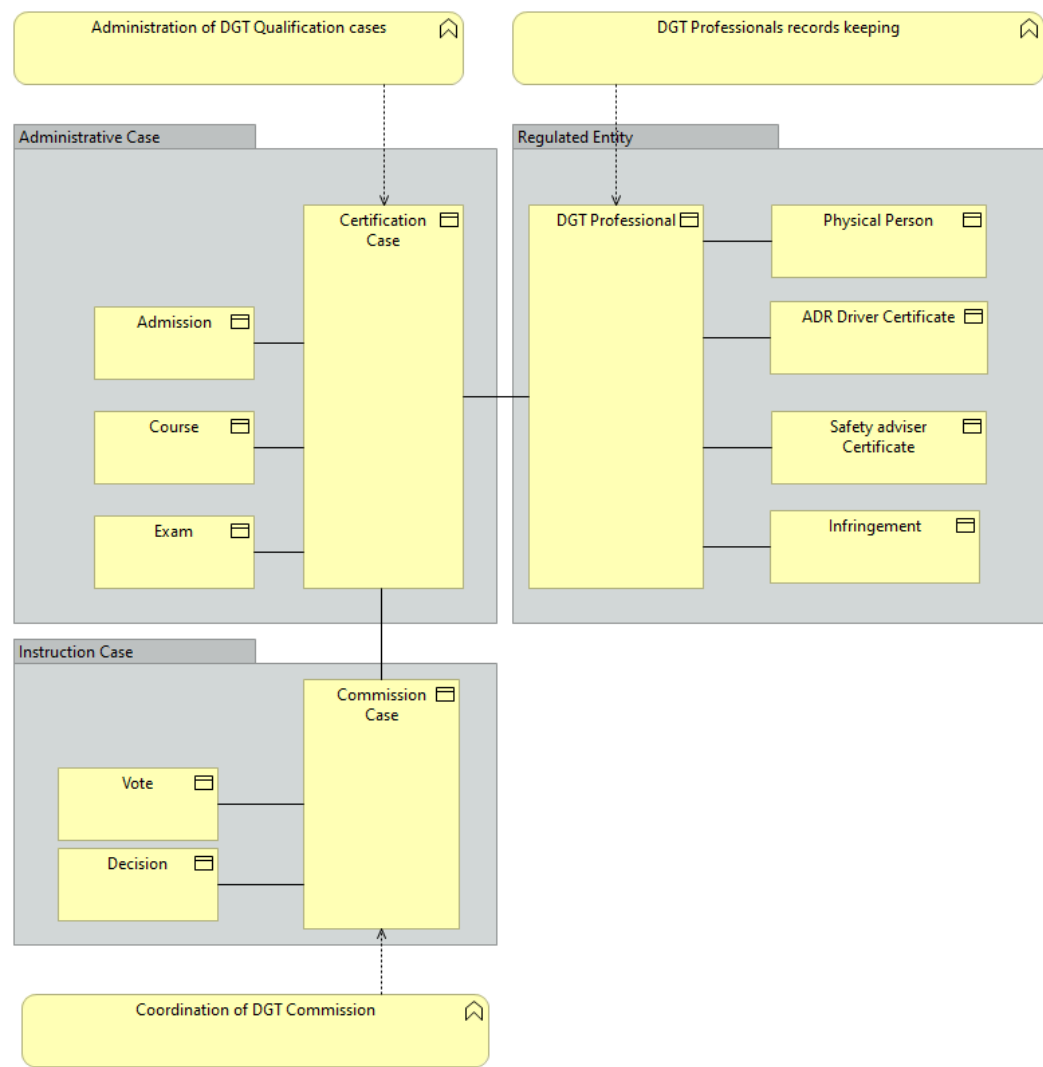 Administration of DGT Qualification cases
DGT Professionals records keeping
Administrative Case
Regulated Entity
Certification
Case
DGT Professional
Physical Person
Admission
ADR Driver Certificate
Course
Safety adviser
Certificate
Exam
Infringement
Instruction Case
Commission
Case
Vote
Decision
Coordination of DGT Commission